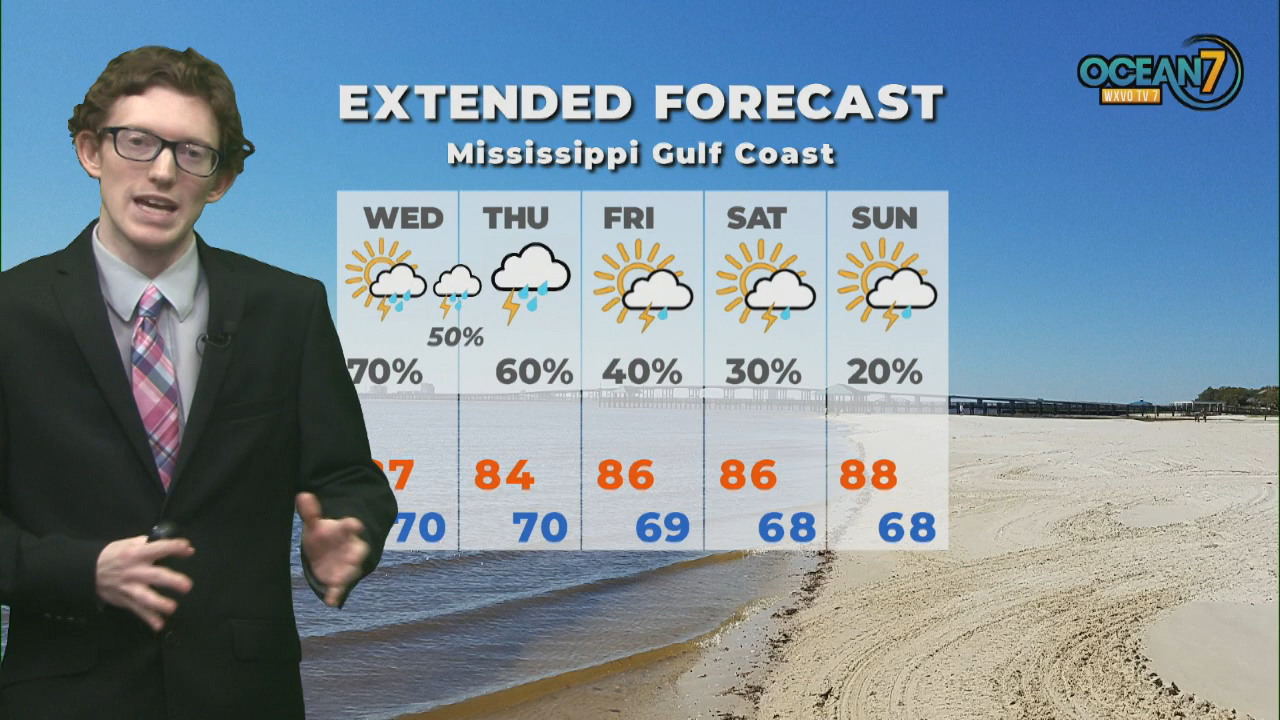 OCEAN7
WXVO TV 7
EXTENDED FORECAST
Mississippi Gulf Coast
WED THU FRI SAT SUN
50%
70% 60% 40% 30% 20%
84 86 86 88
70 70 69 68 68